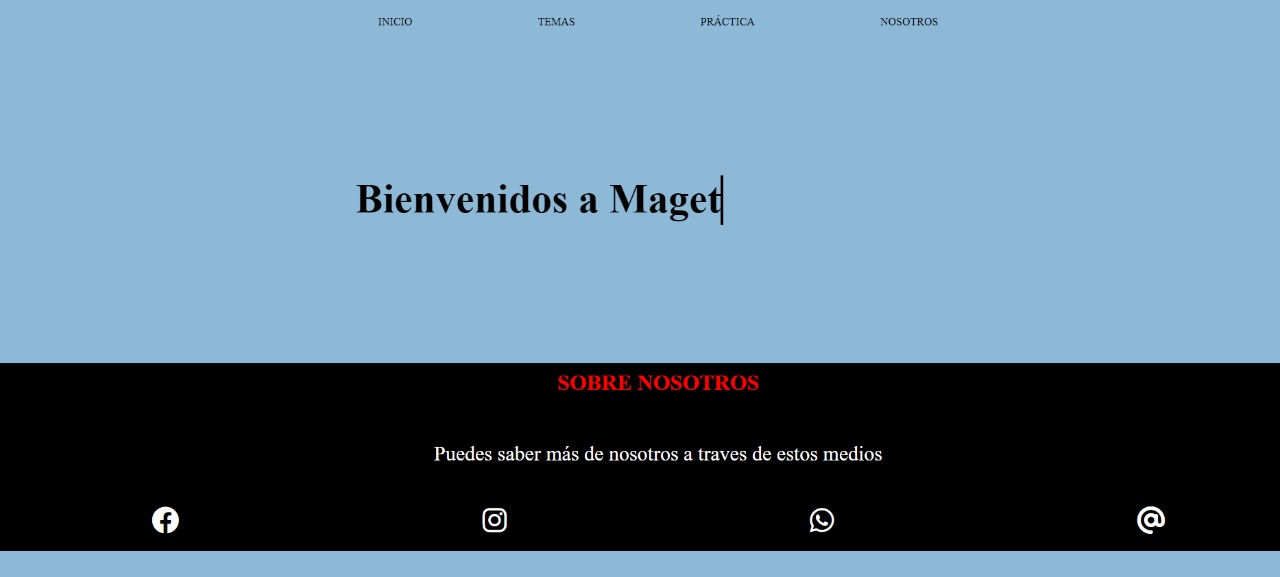 INICIO TEMAS PRÁCTICA NOSOTROS
Bienvenidos a Maget
SOBRE NOSOTROS
Puedes saber más de nosotros a traves de estos medios